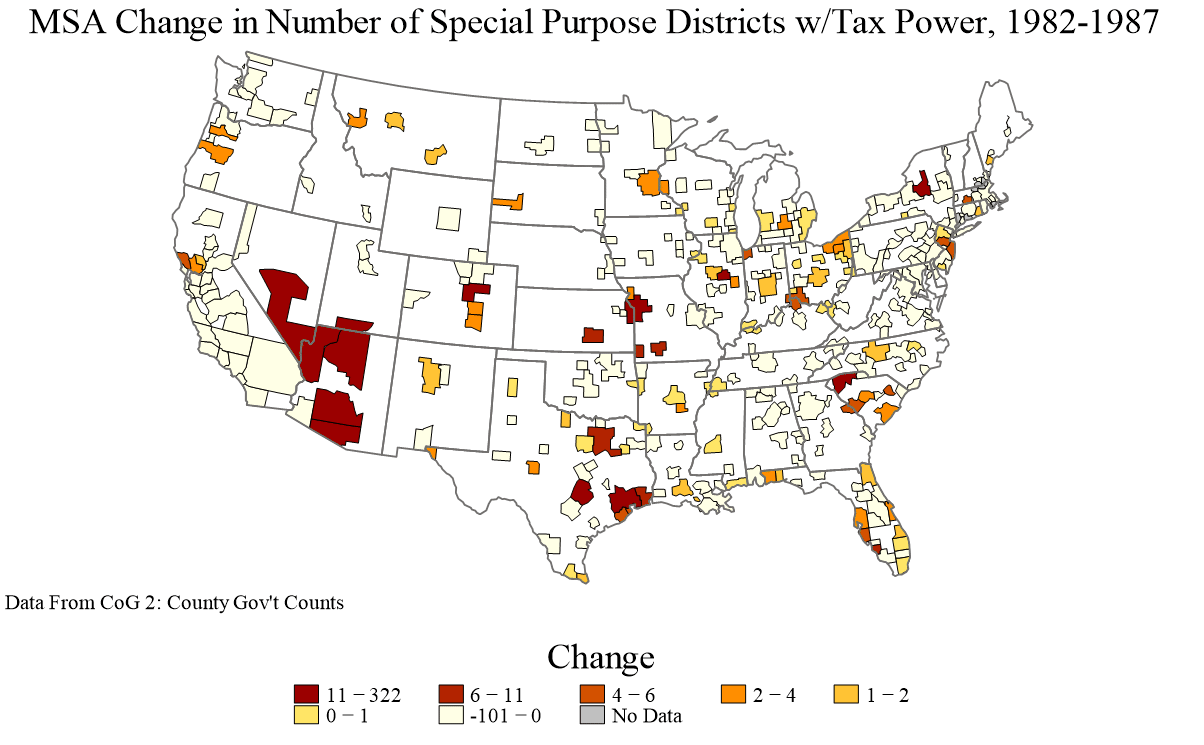 MSA Change in Number of Special Purpose Districts w/Tax Power, 1982-1987
Data From CoG 2: County Gov't Counts
Change
11 − 322 6 − 11 4 − 6 2 − 4 1 − 2
0 − 1 -101 − 0 No Data